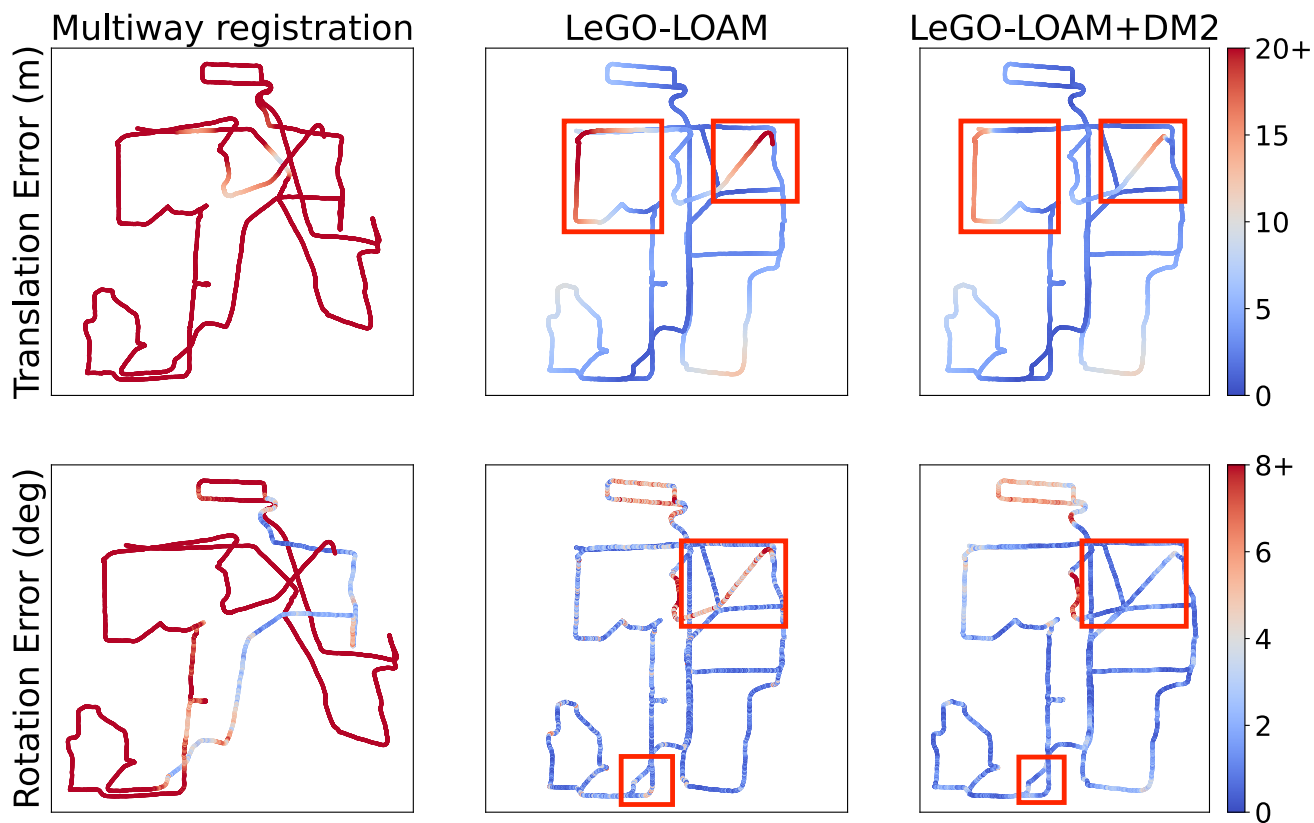 Multiway registration
LeGO-LOAM
LeGO-LOAM+DM2
Translation Error (m)
20+
15
10
5
0
Rotation Error (deg)
8+
6
4
2
0